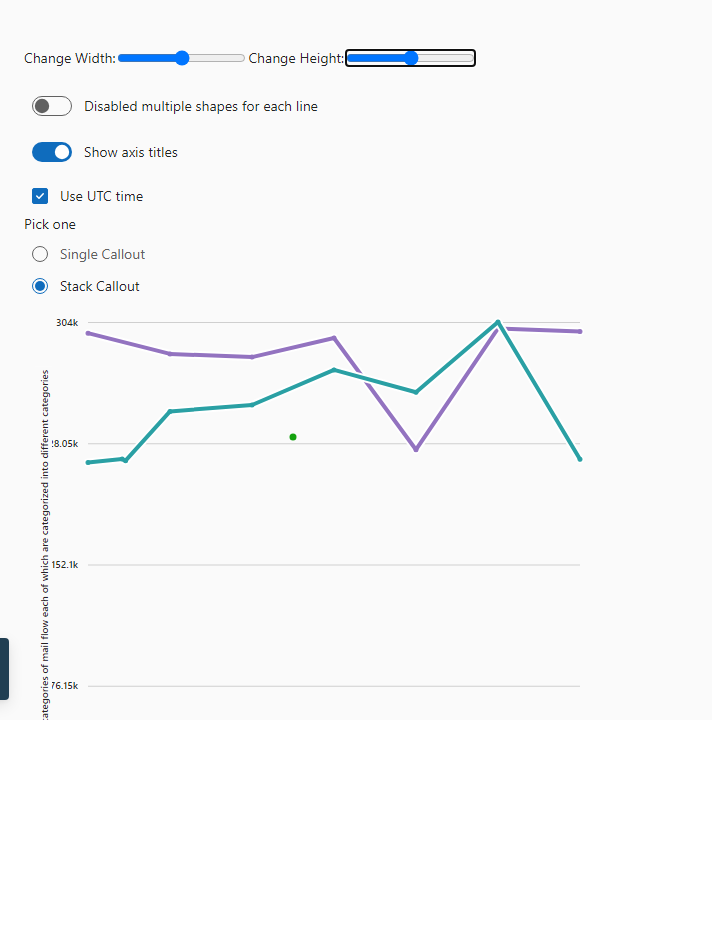 Change Width: Change Height:
Disabled multiple shapes for each line
Show axis titles
Use UTC time
Pick one
Single Callout
Stack Callout
304k
8.05k
152.1k
76.15k
categories of mail flow each of which are categorized into different categories